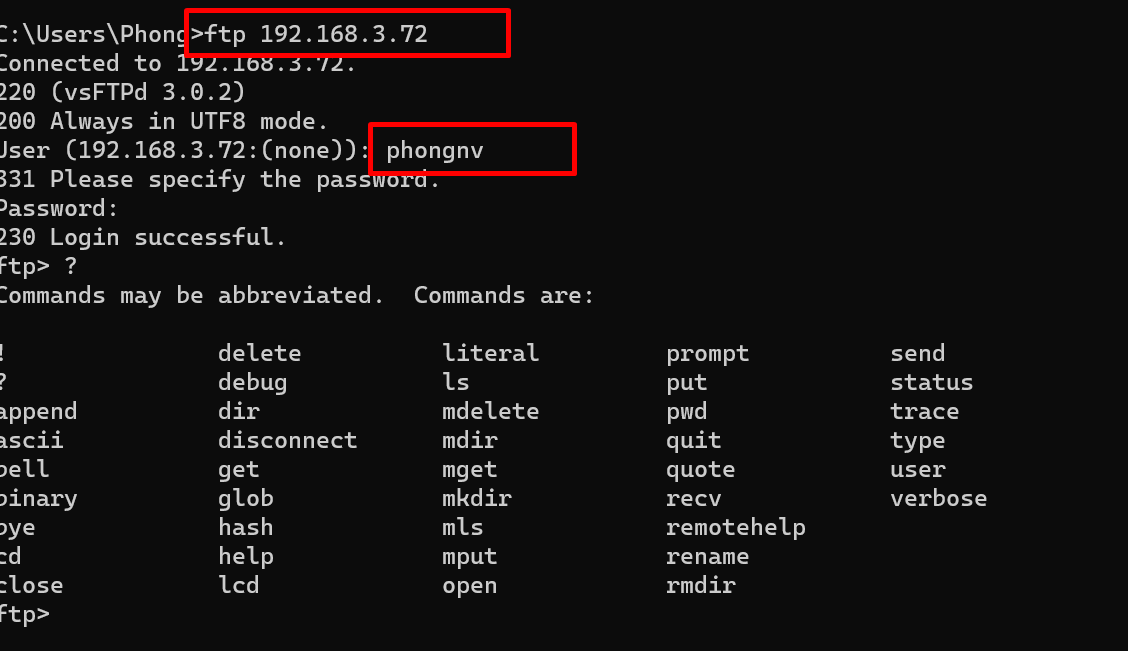 C:\Users\Phong>ftp 192.168.3.72
Connected to 192.168.3.72.
220 (vsFTPd 3.0.2)
200 Always in UTF8 mode.
User (192.168.3.72:(none)): phongnv
331 Please specify the password.
Password:
230 Login successful.
ftp> ?
Commands may be abbreviated.  Commands are:

!               delete          literal         prompt          send
?               debug           ls              put             status
append          dir             mdelete         pwd             trace
ascii           disconnect      mdir            quit            type
bell            get             mget            quote           user
binary          glob            mkdir           recv            verbose
bye             hash            mls             remotehelp
cd              help            mput            rename
close           lcd             open            rmdir
ftp>